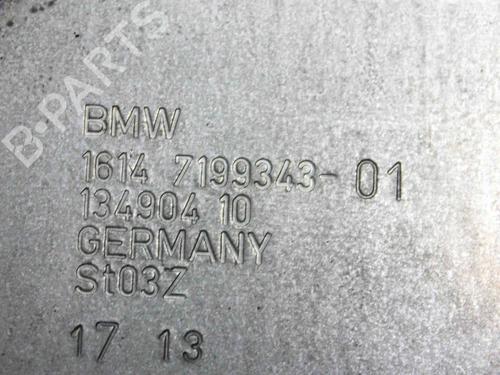 B-PARTS
BMW
1614 7199343-01
134904 10
GERMANY
St03Z
17 13